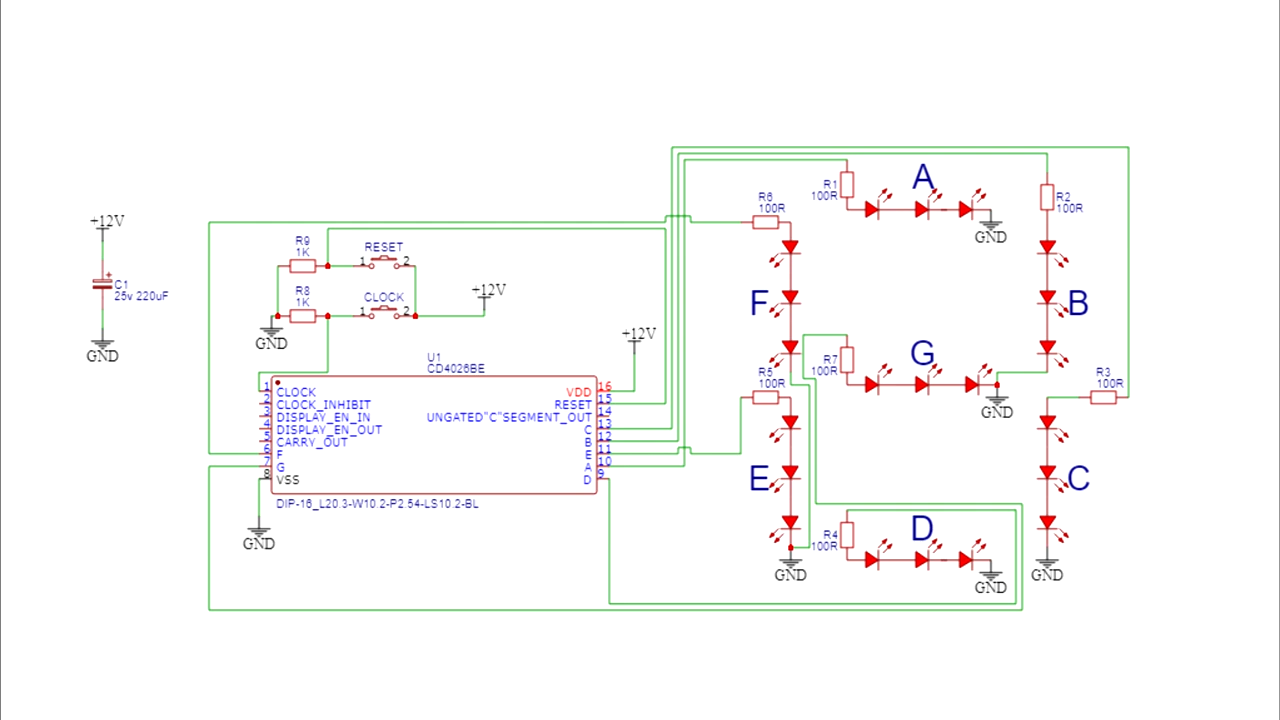 +12V
C1
25v 220uF
GND
R9
1K
RESET
1
2
R8
1K
CLOCK
1
2
+12V
GND
+12V
U1
CD4026BE
1 CLOCK
2 CLOCK_INHIBIT
3 DISPLAY_EN_IN
4 DISPLAY_EN_OUT
5 CARRY_OUT
6 F
7 G
8 VSS
VDD 16
RESET 15
UNGATED"C"SEGMENT_OUT 14
C 13
B 12
E 11
A 10
D 9
DIP-16_L20.3-W10.2-P2.54-LS10.2-BL
GND
R6
100R
F
R5
100R
E
GND
R1
100R
A
GND
R7
100R
G
GND
R4
100R
D
GND
R2
100R
B
R3
100R
C
GND